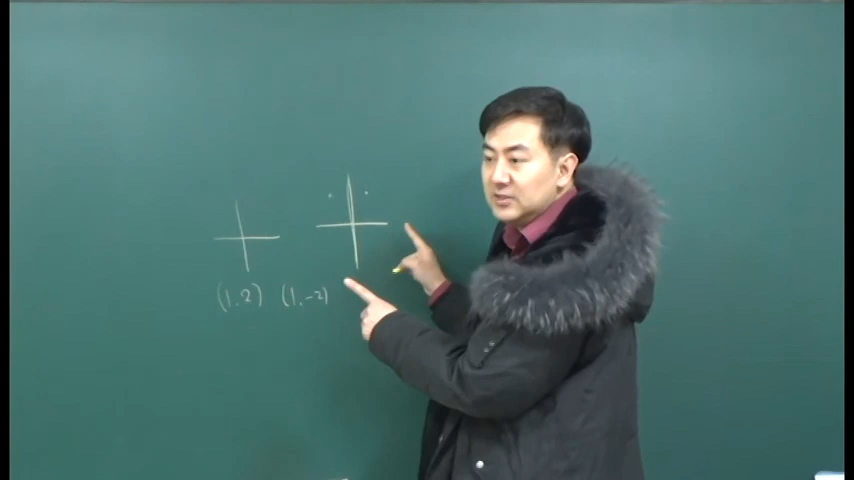 (1, 2) (1, -2)